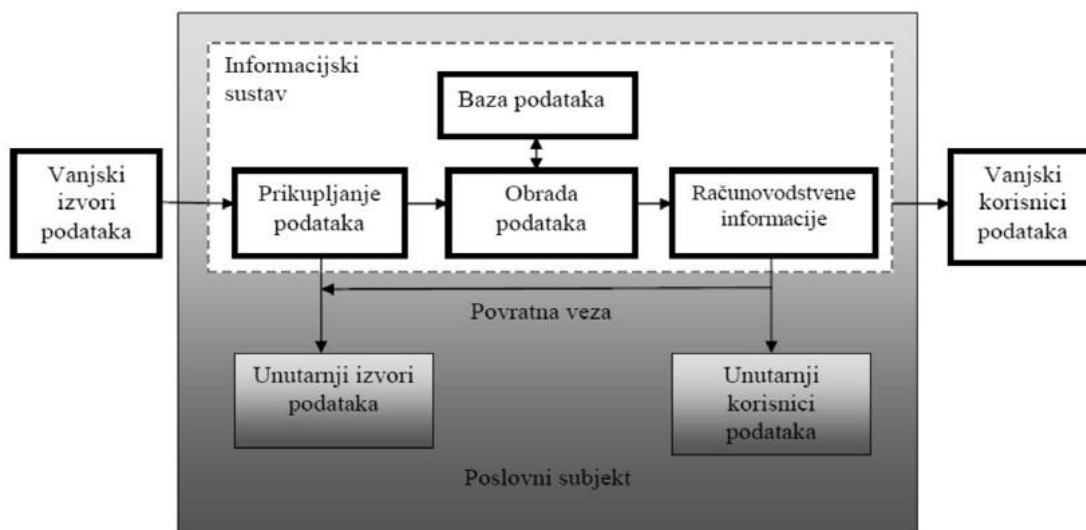 Informacijski
sustav
Baza podataka
Vanjski
izvori
podataka
Prikupljanje
podataka
Obrada
podataka
Računovodstvene
informacije
Vanjski
korisnici
podataka
Povratna veza
Unutarnji izvori
podataka
Unutarnji
korisnici
podataka
Poslovni subjekt